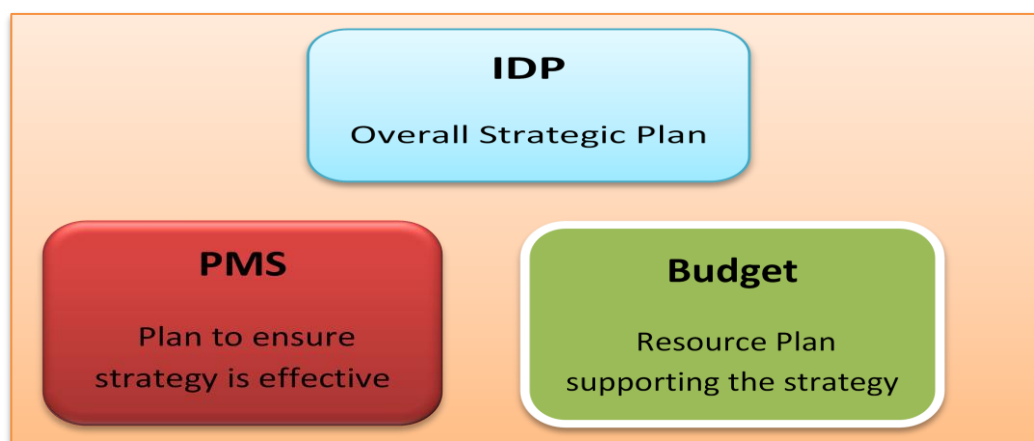 IDP
Overall Strategic Plan
PMS
Plan to ensure
strategy is effective
Budget
Resource Plan
supporting the strategy